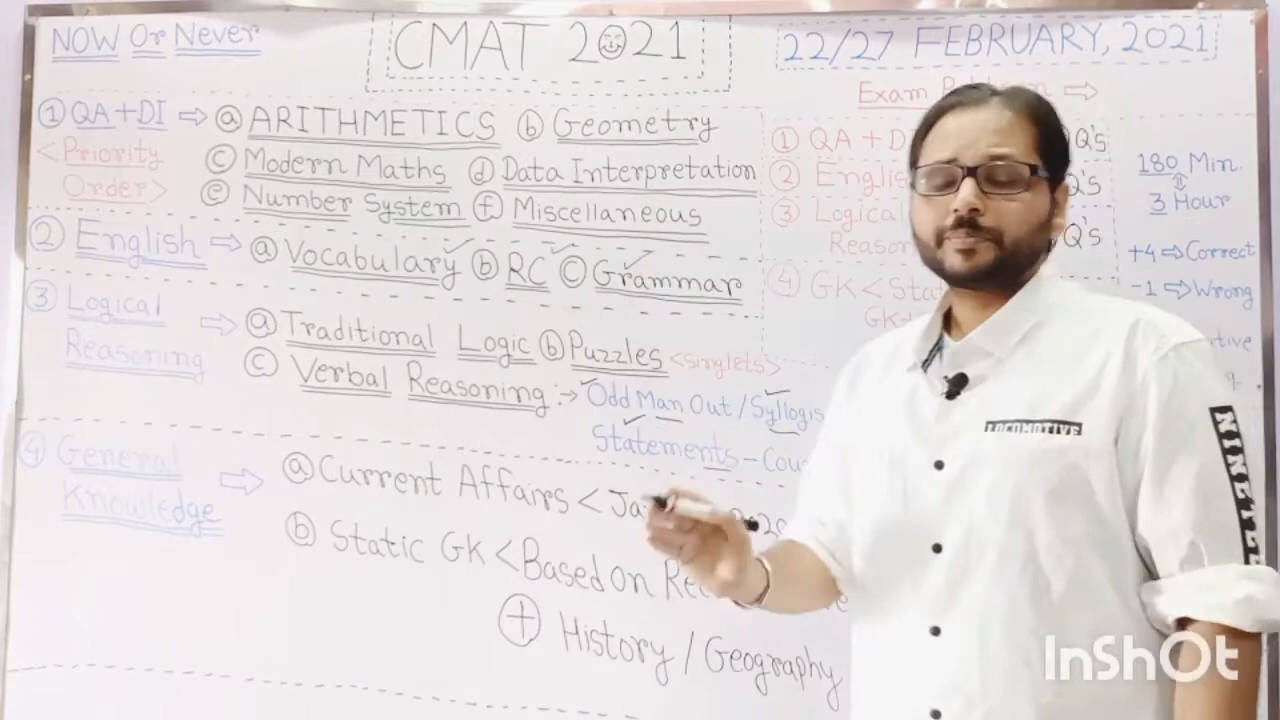 NOW Or Never
CMAT 2021
22/27 FEBRUARY, 2021
① QA+DI ⇒ ⓐ ARITHMETICS ⓑ Geometry
<Priority Order>
ⓒ Modern Maths ⓓ Data Interpretation
ⓔ Number System ⓕ Miscellaneous
② English ⇒ ⓐ Vocabulary ⓑ RC ⓒ Grammar
③ Logical Reasoning ⇒ ⓐ Traditional Logic ⓑ Puzzles <singlets>
ⓒ Verbal Reasoning :→ Odd Man Out /
Statements –
④ General Knowledge ⇒ ⓐ Current Affairs <
ⓑ Static GK < Based on
⊕ History / Geography
Exam ⇒
① QA + Q's
② Q's
③ Logical Q's
④ GK <
GK
180 Min.
⇕
3 Hour
+4 ⇒ Correct
-1 ⇒ Wrong
LOCOMOTIVE
InShOt